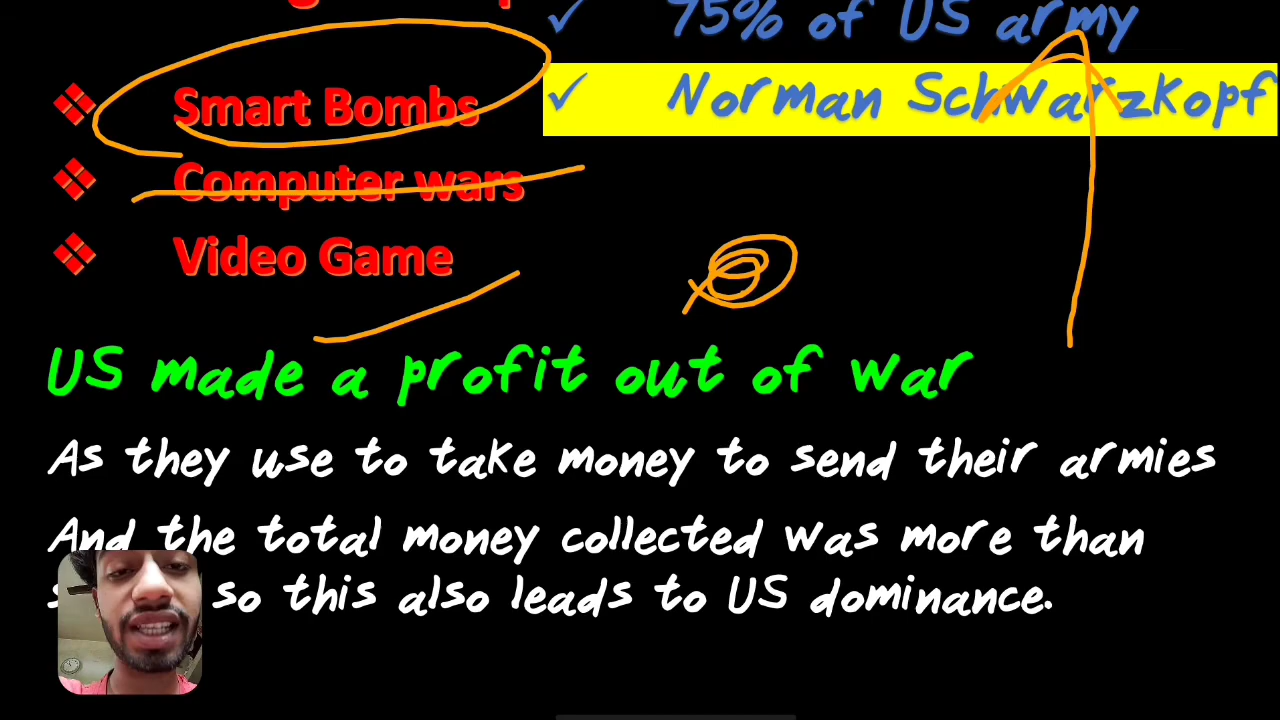 ✓ 75% of US army
❖ Smart Bombs
✓ Norman Schwarzkopf
❖ Computer wars
❖ Video Game
US made a profit out of war
As they use to take money to send their armies
And the total money collected was more than
so this also leads to US dominance.